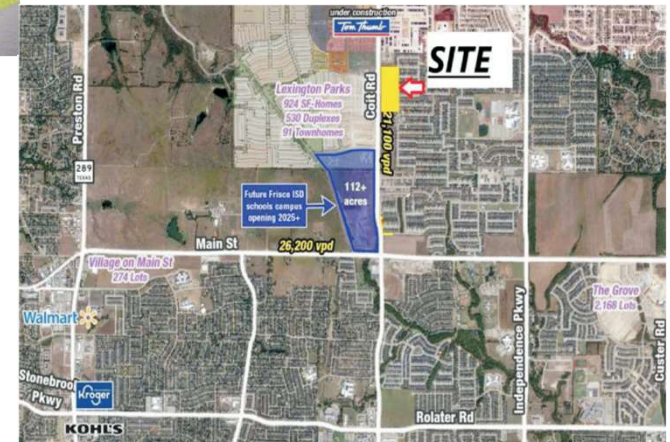 under construction
Tom Thumb
SITE
Preston Rd
Coit Rd
Lexington Parks
924 SF-Homes
530 Duplexes
91 Townhomes
21,100 vpd
289
TEXAS
112+
acres
Future Frisco ISD
schools campus
opening 2025+
Main St
26,200 vpd
Village on Main St
274 Lots
The Grove
2,168 Lots
Walmart
Independence Pkwy
Custer Rd
Stonebrook
Pkwy
Kroger
Rolater Rd
KOHL'S